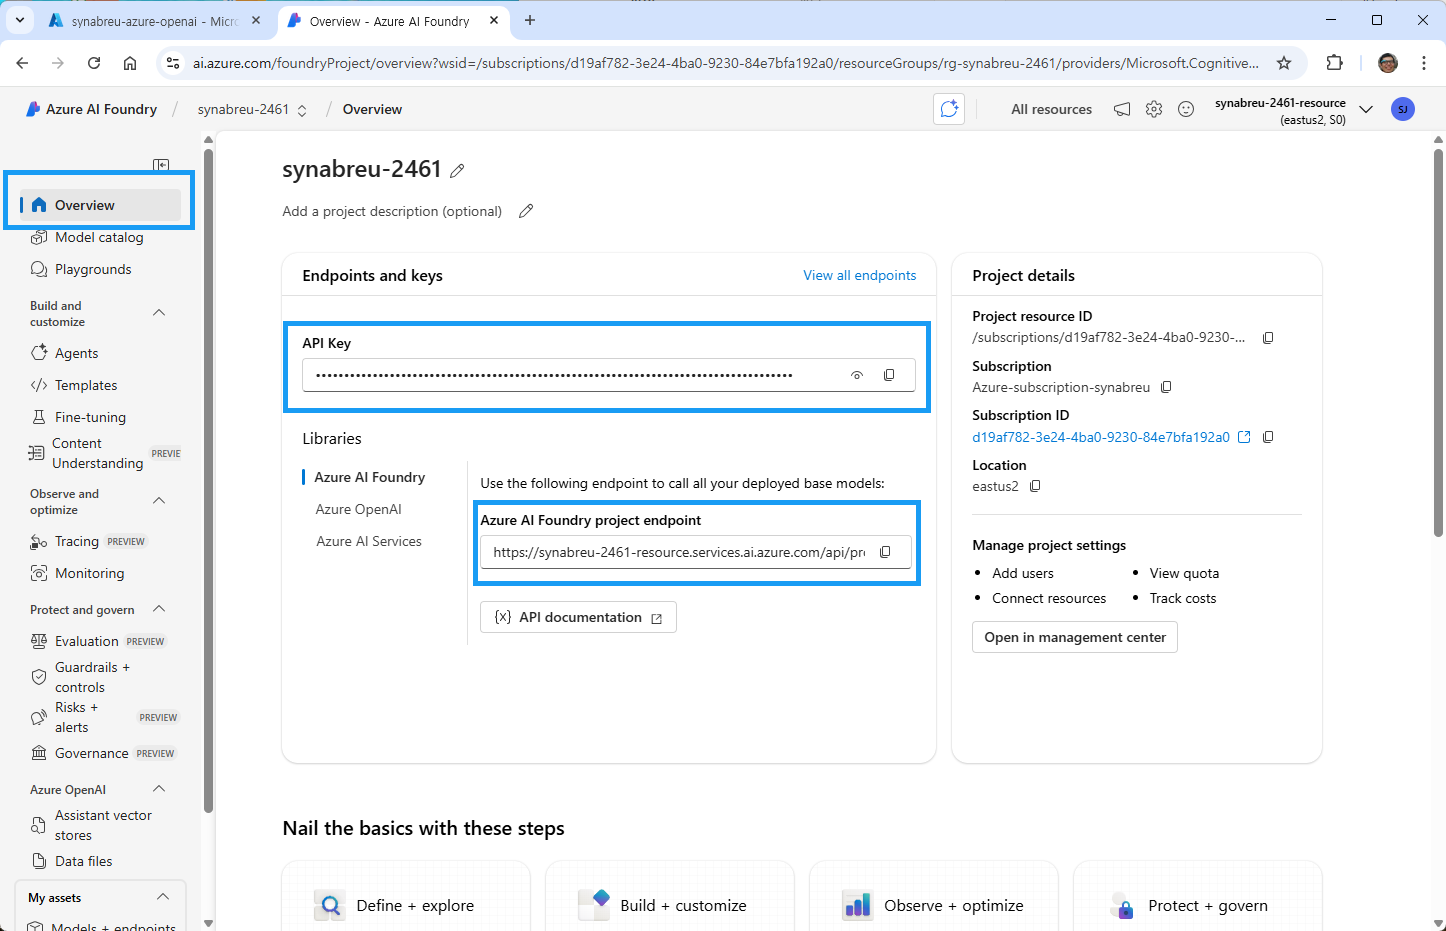 synabreu-azure-openai - Micro
Overview - Azure AI Foundry
ai.azure.com/foundryProject/overview?wsid=/subscriptions/d19af782-3e24-4ba0-9230-84e7bfa192a0/resourceGroups/rg-synabreu-2461/providers/Microsoft.Cognitive...
Azure AI Foundry / synabreu-2461 / Overview
All resources
synabreu-2461-resource
(eastus2, S0)
SJ
Overview
Model catalog
Playgrounds
Build and
customize
Agents
Templates
Fine-tuning
Content
Understanding PREVIE
Observe and
optimize
Tracing PREVIEW
Monitoring
Protect and govern
Evaluation PREVIEW
Guardrails +
controls
Risks +
alerts PREVIEW
Governance PREVIEW
Azure OpenAI
Assistant vector
stores
Data files
My assets
Models + endpoints
synabreu-2461
Add a project description (optional)
Endpoints and keys
View all endpoints
API Key
Libraries
Azure AI Foundry
Azure OpenAI
Azure AI Services
Use the following endpoint to call all your deployed base models:
Azure AI Foundry project endpoint
https://synabreu-2461-resource.services.ai.azure.com/api/pr
{x} API documentation
Project details
Project resource ID
/subscriptions/d19af782-3e24-4ba0-9230-...
Subscription
Azure-subscription-synabreu
Subscription ID
d19af782-3e24-4ba0-9230-84e7bfa192a0
Location
eastus2
Manage project settings
• Add users
• View quota
• Connect resources
• Track costs
Open in management center
Nail the basics with these steps
Define + explore
Build + customize
Observe + optimize
Protect + govern